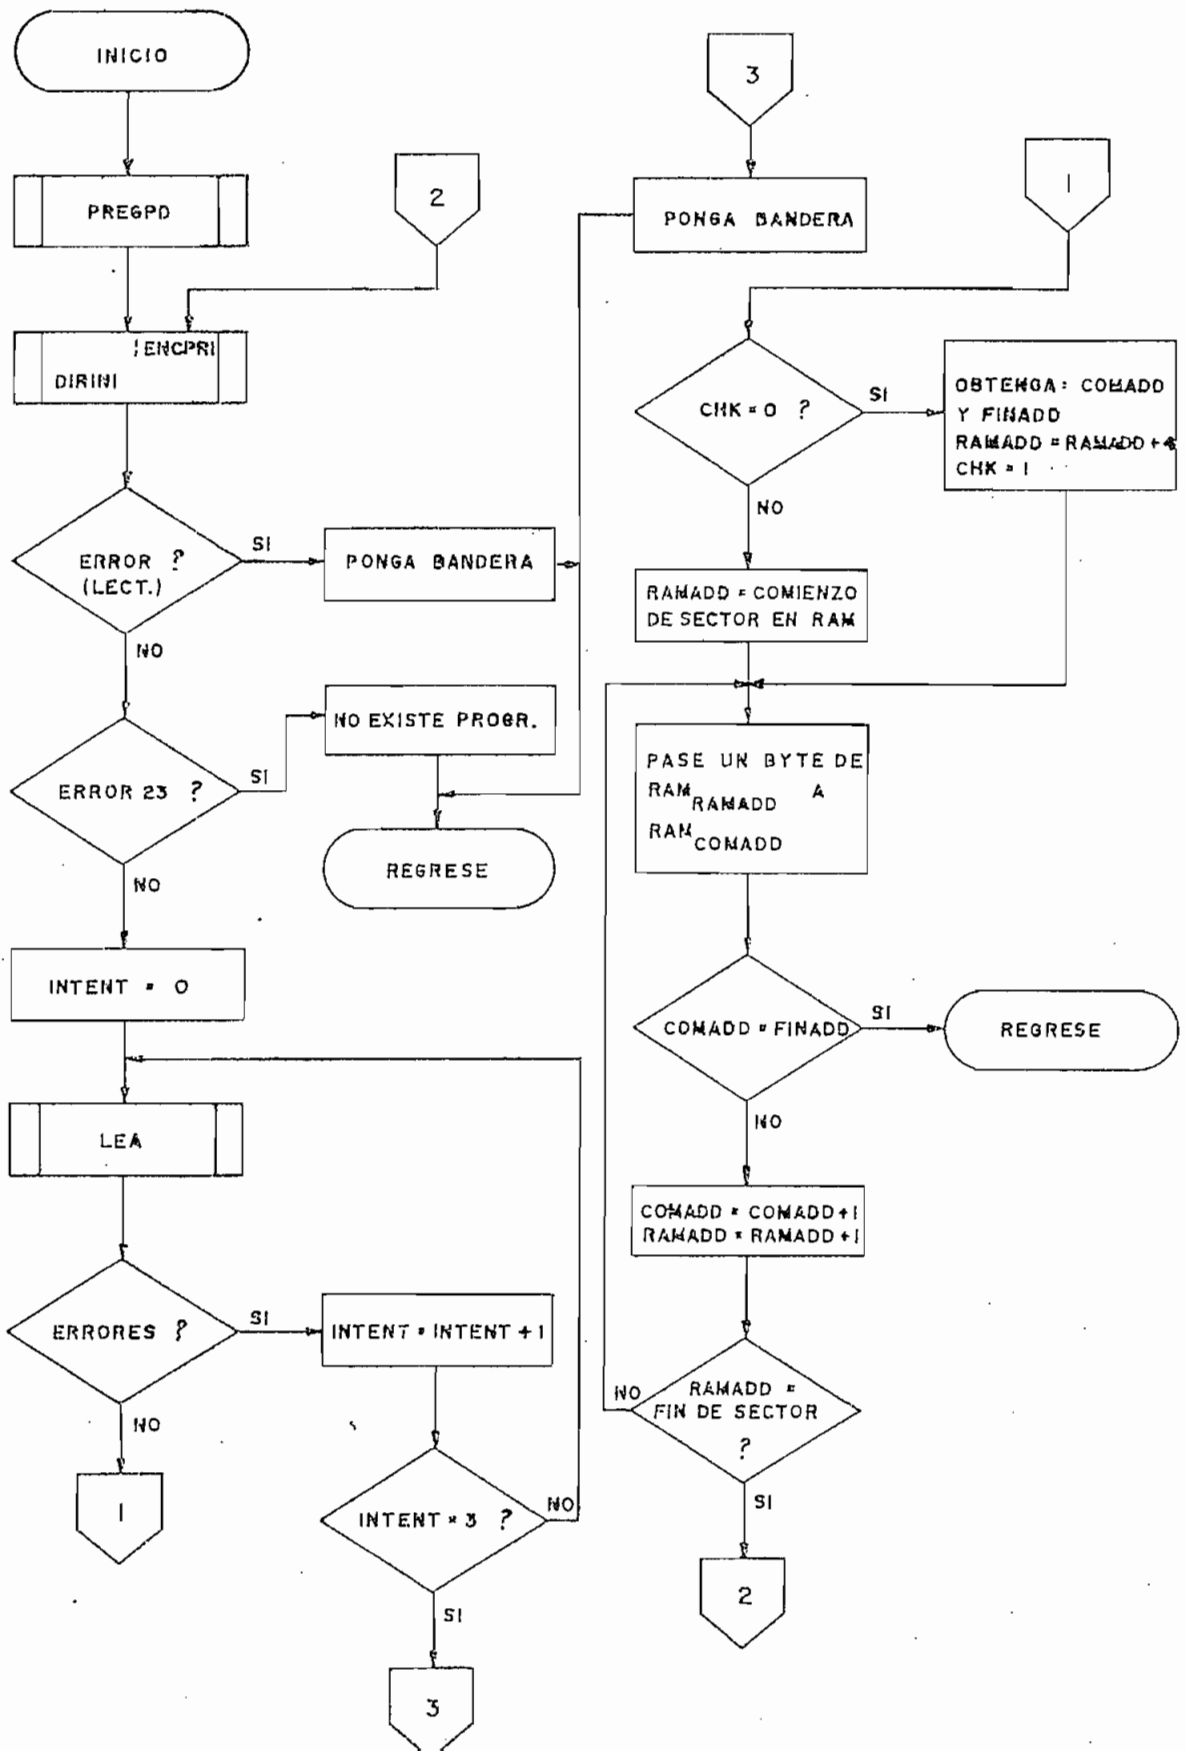 INICIO
PREGPD
2
ENCPRI
DIRINI
ERROR ?
(LECT.)
SI
PONGA BANDERA
NO
ERROR 23 ?
SI
NO EXISTE PROGR.
REGRESE
NO
INTENT = 0
LEA
ERRORES ?
SI
INTENT = INTENT + 1
NO
1
INTENT = 3 ?
NO
SI
3
3
PONGA BANDERA
1
CHK = 0 ?
SI
OBTENGA: COMADD
Y FINADD
RAMADD = RAMADD +
CHK = 1
NO
RAMADD = COMIENZO
DE SECTOR EN RAM
PASE UN BYTE DE
RAM RAMADD A
RAM COMADD
COMADD = FINADD
SI
REGRESE
NO
COMADD = COMADD + 1
RAMADD = RAMADD + 1
RAMADD =
FIN DE SECTOR
?
NO
SI
2